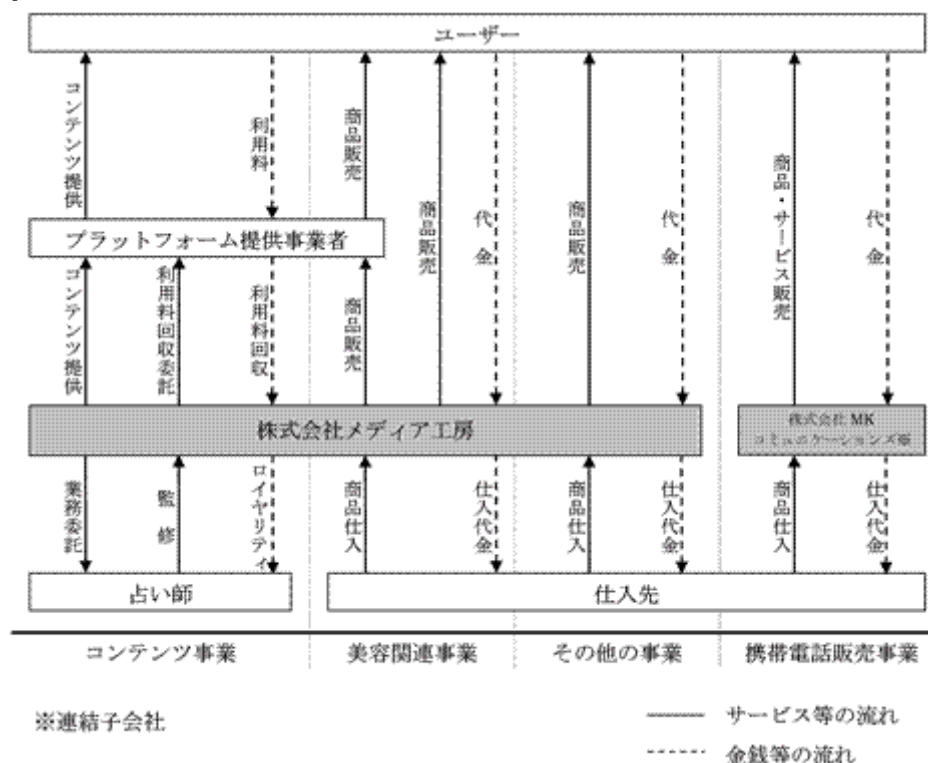 ユーザー
コンテンツ提供
利用料
商品販売
商品販売
代金
商品販売
代金
商品・サービス販売
代金
プラットフォーム提供事業者
コンテンツ提供
利用料回収委託
利用料回収
商品販売
株式会社メディア工房
株式会社 MK
コミュニケーションズ※
業務委託
監修
ロイヤリティ
商品仕入
仕入代金
商品仕入
仕入代金
商品仕入
仕入代金
占い師
仕入先
コンテンツ事業
美容関連事業
その他の事業
携帯電話販売事業
※連結子会社
サービス等の流れ
金銭等の流れ